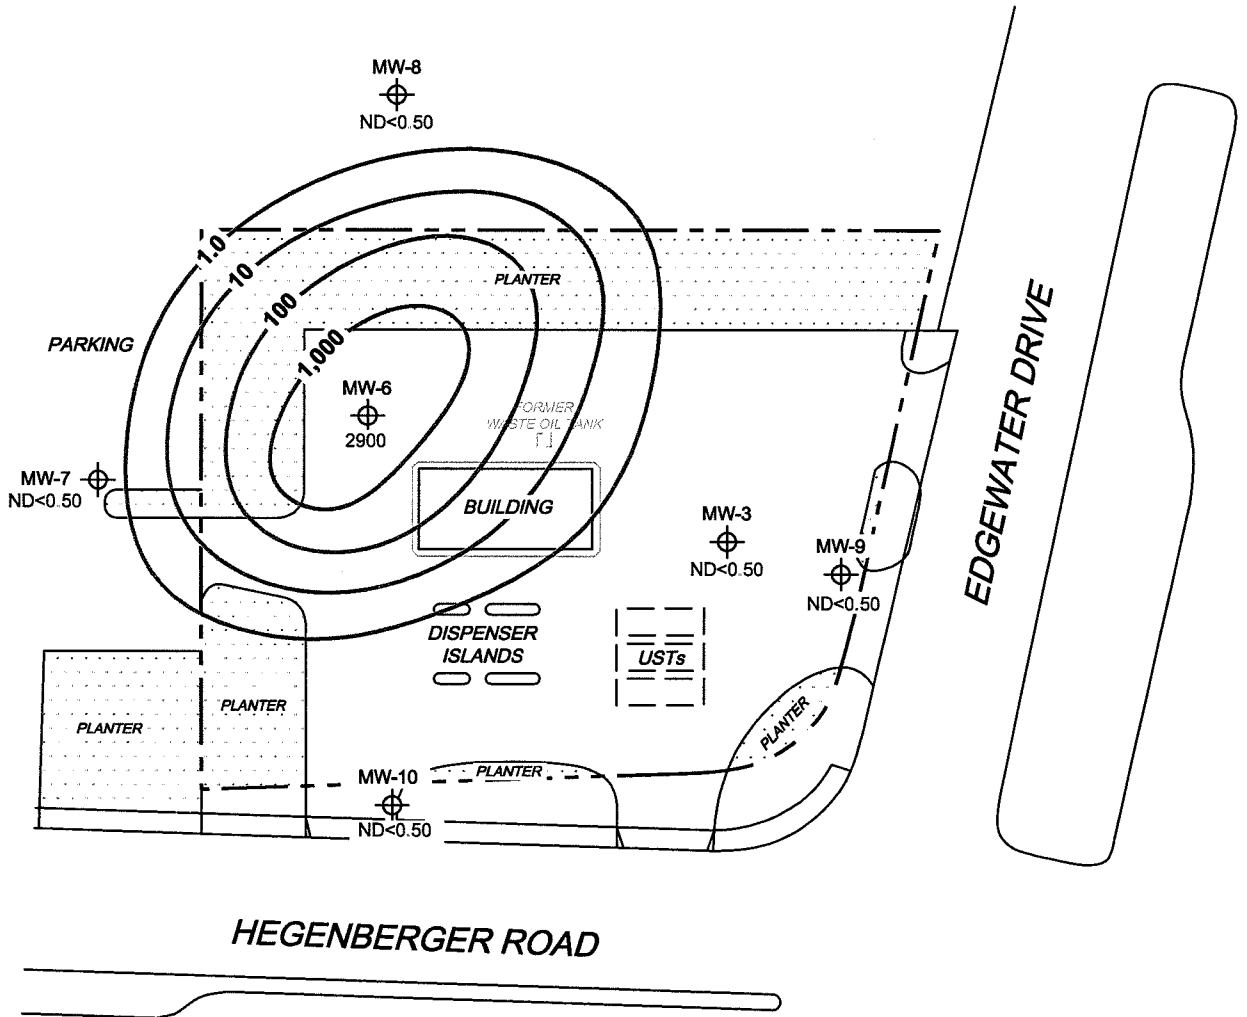 MW-8
ND<0.50
1.0
10
100
1,000
PLANTER
PARKING
MW-6
2900
FORMER
WASTE OIL TANK
MW-7
ND<0.50
BUILDING
MW-3
ND<0.50
MW-9
ND<0.50
EDGEWATER DRIVE
DISPENSER
ISLANDS
USTs
PLANTER
PLANTER
PLANTER
PLANTER
MW-10
ND<0.50
HEGENBERGER ROAD